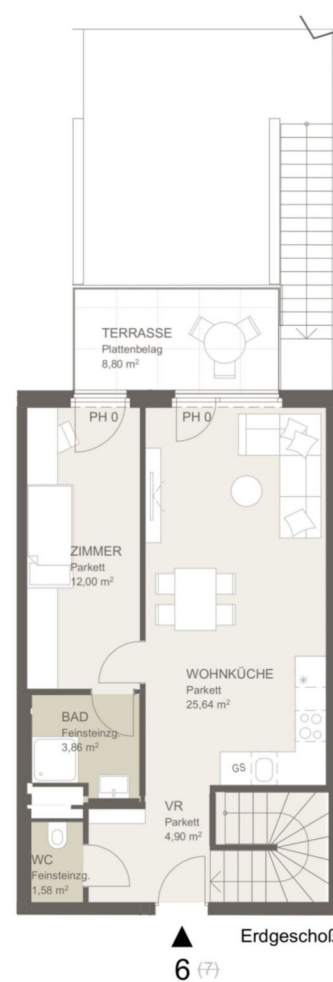 TERRASSE
Plattenbelag
8,80 m²
PH 0
PH 0
ZIMMER
Parkett
12,00 m²
WOHNKÜCHE
Parkett
25,64 m²
BAD
Feinsteinzg.
3,86 m²
GS
VR
Parkett
4,90 m²
WC
Feinsteinzg.
1,58 m²
Erdgeschoß
6 (7)